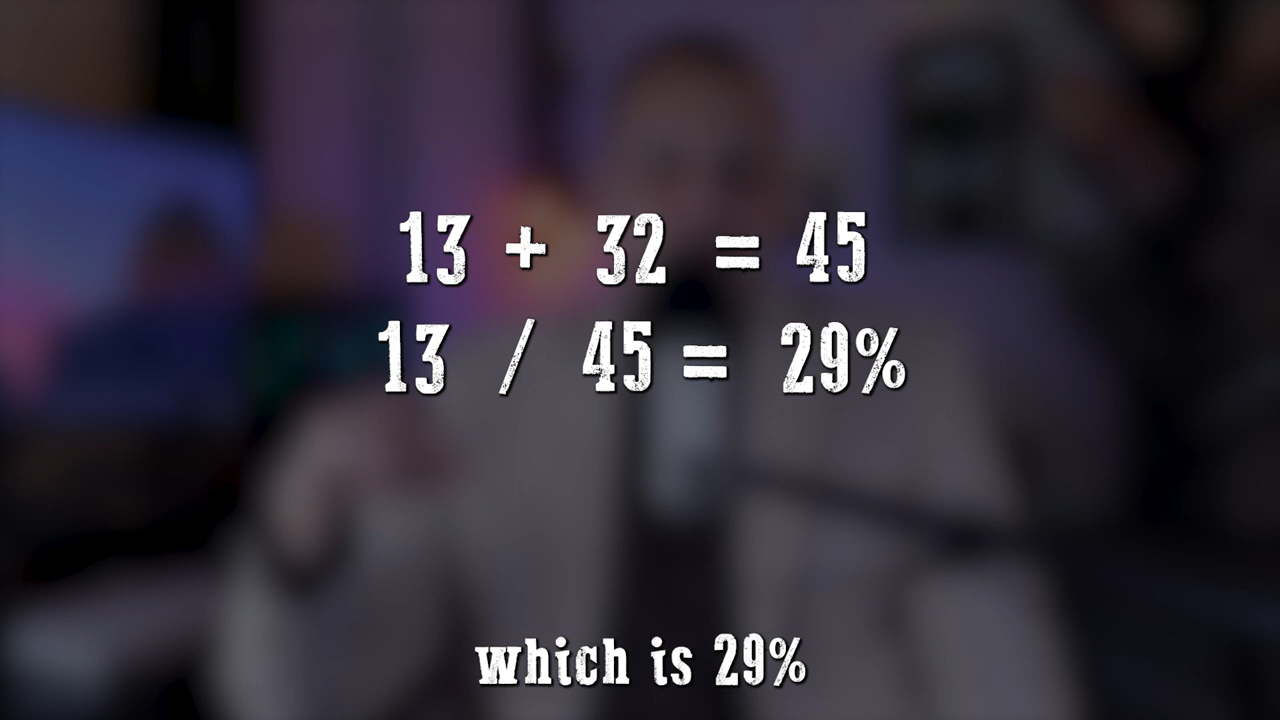 13 + 32 = 45
13 / 45 = 29%
which is 29%